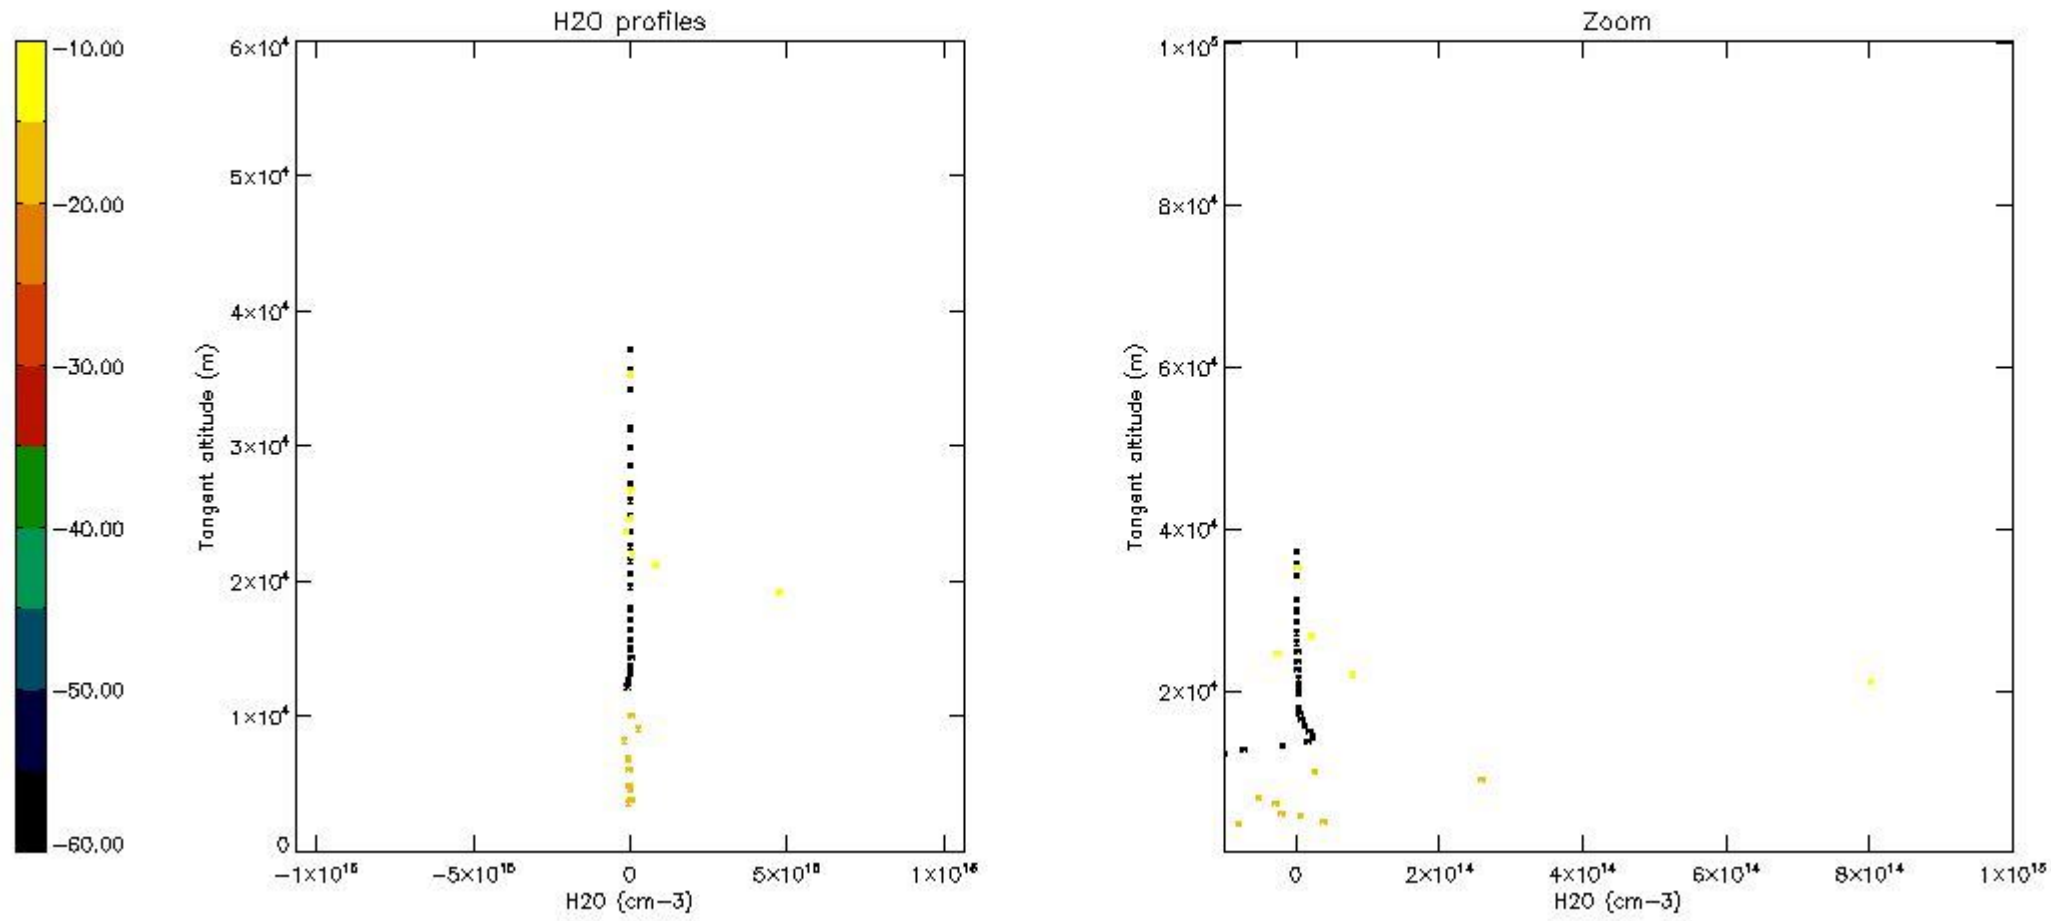 H2O profiles
−10.00
−20.00
−30.00
−40.00
−50.00
−60.00
Tangent altitude (m)
6×10⁴
5×10⁴
4×10⁴
3×10⁴
2×10⁴
1×10⁴
0
−1×10¹⁶ −5×10¹⁵ 0 5×10¹⁵ 1×10¹⁶
H2O (cm−3)
Zoom
Tangent altitude (m)
1×10⁵
8×10⁴
6×10⁴
4×10⁴
2×10⁴
0 2×10¹⁴ 4×10¹⁴ 6×10¹⁴ 8×10¹⁴ 1×10¹⁵
H2O (cm−3)